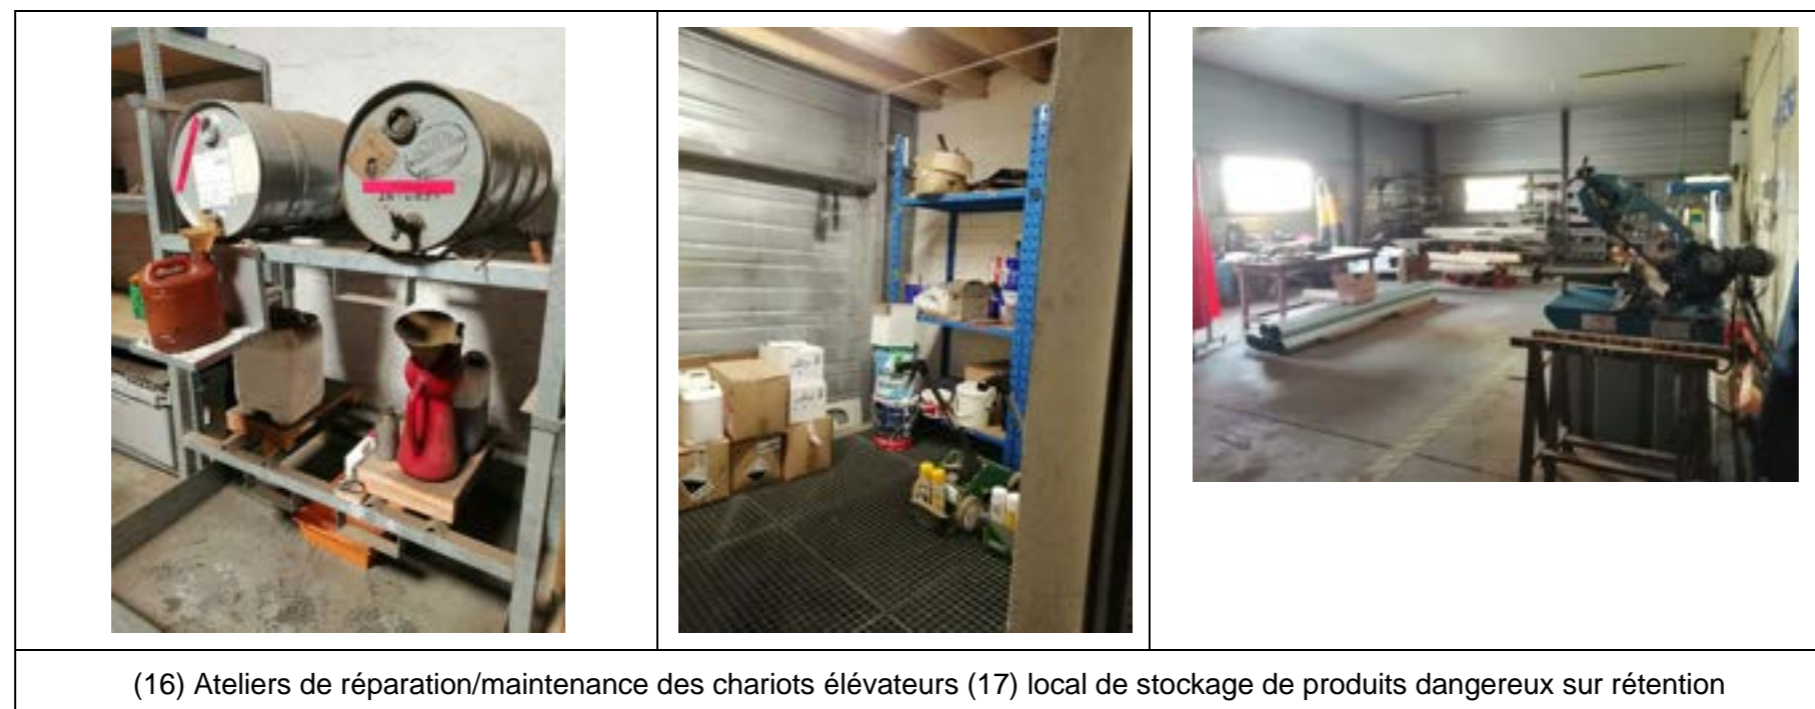 (16) Ateliers de réparation/maintenance des chariots élévateurs (17) local de stockage de produits dangereux sur rétention